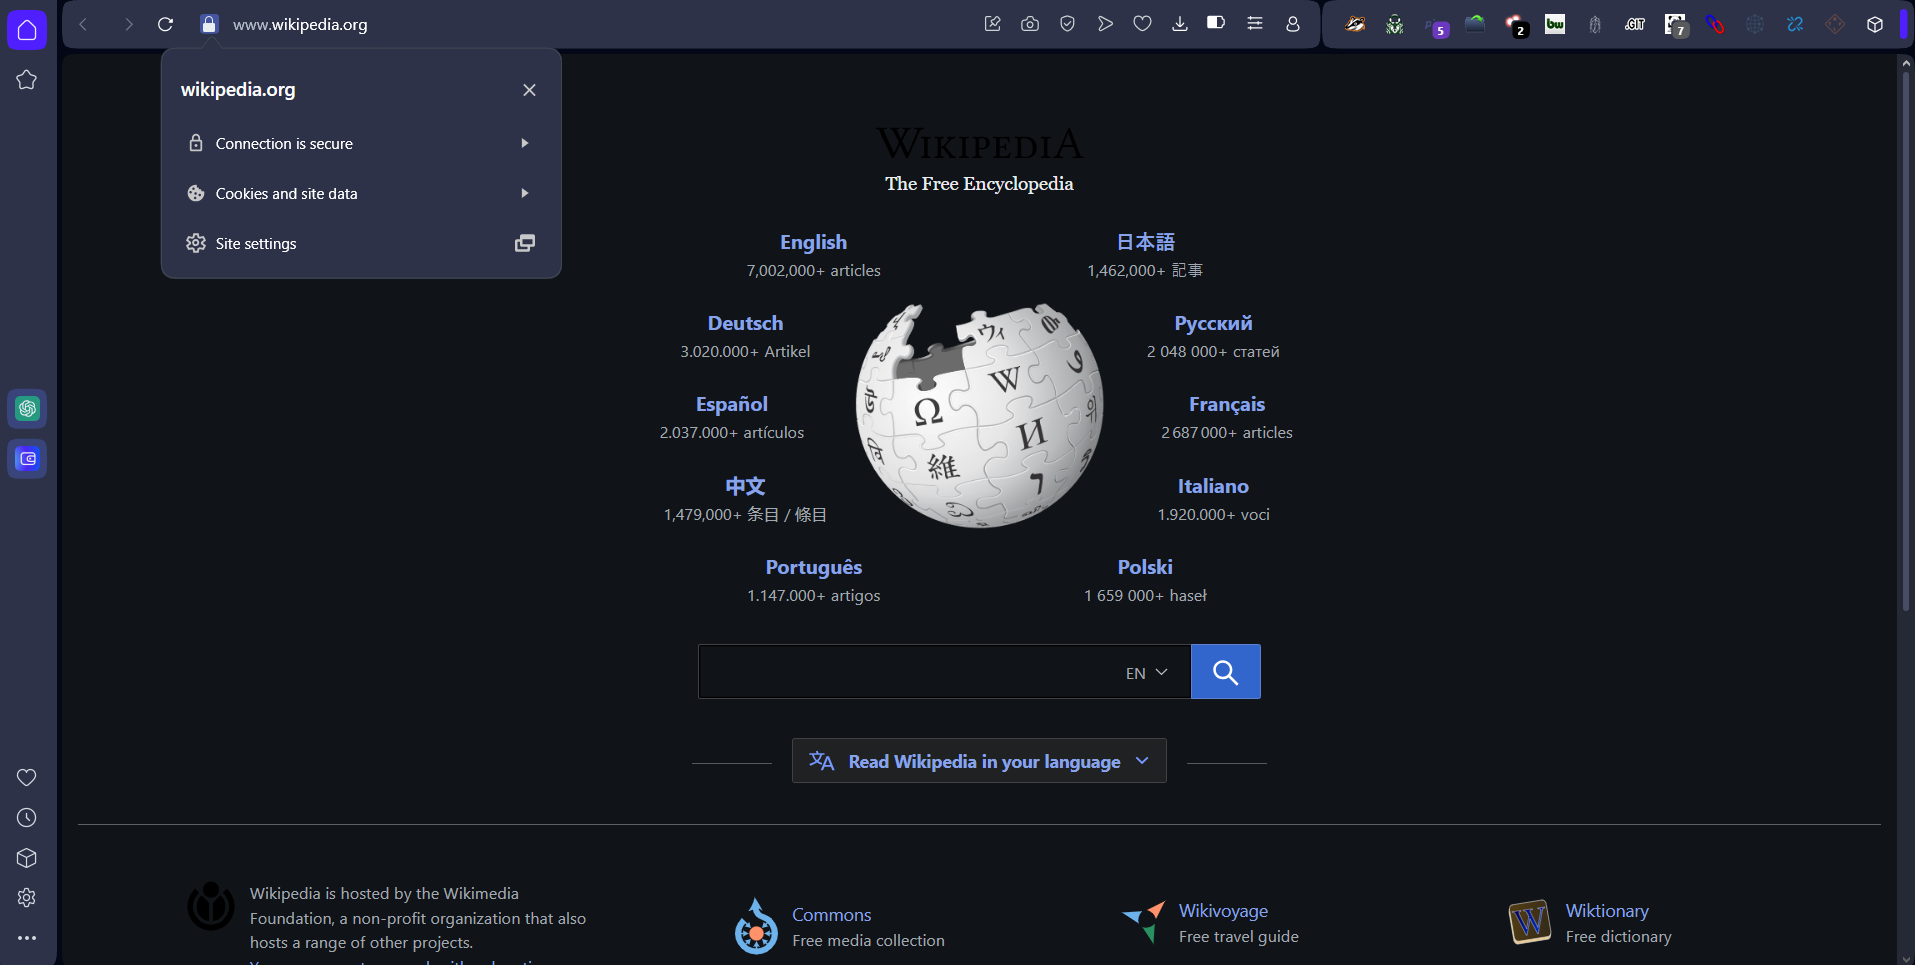 www.wikipedia.org
5
2
bw
.GIT
7
wikipedia.org
Connection is secure
Cookies and site data
Site settings
WIKIPEDIA
The Free Encyclopedia
English
7,002,000+ articles
日本語
1,462,000+ 記事
Deutsch
3.020.000+ Artikel
Русский
2 048 000+ статей
Español
2.037.000+ artículos
Français
2 687 000+ articles
中文
1,479,000+ 条目 / 條目
Italiano
1.920.000+ voci
Português
1.147.000+ artigos
Polski
1 659 000+ haseł
Ω
W
И
維
EN
Read Wikipedia in your language
Wikipedia is hosted by the Wikimedia
Foundation, a non-profit organization that also
hosts a range of other projects.
Commons
Free media collection
Wikivoyage
Free travel guide
W
Wiktionary
Free dictionary